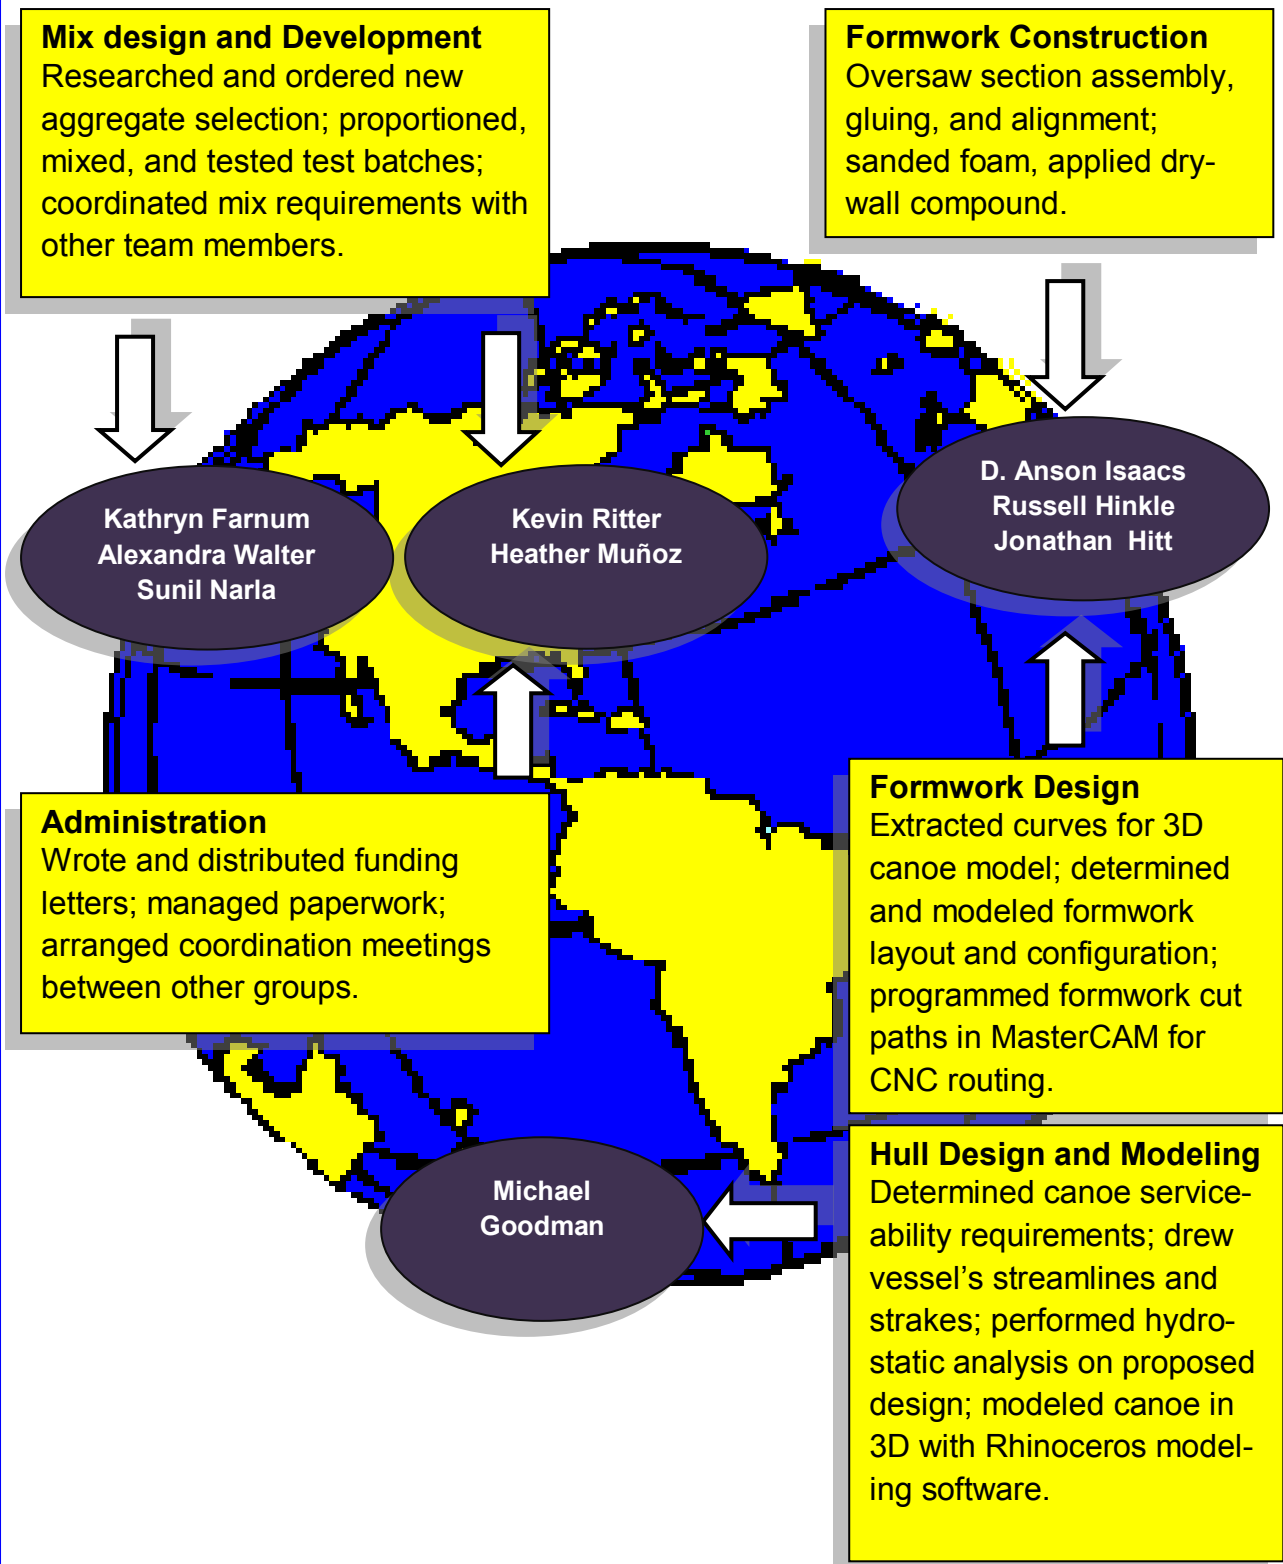 Mix design and Development
Researched and ordered new
aggregate selection; proportioned,
mixed, and tested test batches;
coordinated mix requirements with
other team members.
Formwork Construction
Oversaw section assembly,
gluing, and alignment;
sanded foam, applied dry-
wall compound.
Kathryn Farnum
Alexandra Walter
Sunil Narla
Kevin Ritter
Heather Muñoz
D. Anson Isaacs
Russell Hinkle
Jonathan  Hitt
Administration
Wrote and distributed funding
letters; managed paperwork;
arranged coordination meetings
between other groups.
Formwork Design
Extracted curves for 3D
canoe model; determined
and modeled formwork
layout and configuration;
programmed formwork cut
paths in MasterCAM for
CNC routing.
Michael
Goodman
Hull Design and Modeling
Determined canoe service-
ability requirements; drew
vessel’s streamlines and
strakes; performed hydro-
static analysis on proposed
design; modeled canoe in
3D with Rhinoceros model-
ing software.